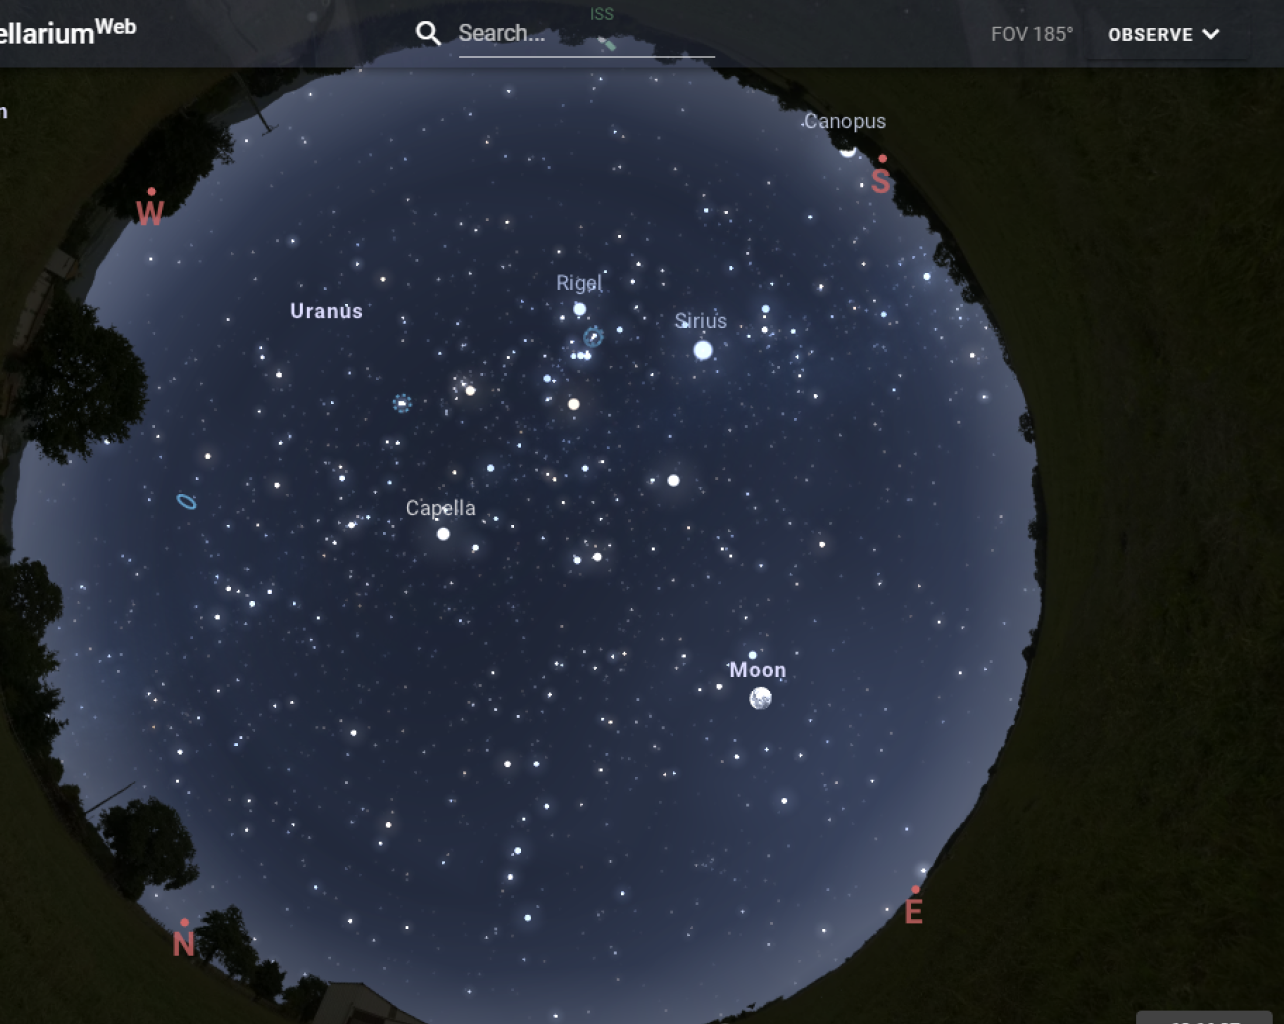 ISS
ellariumWeb
Search...
FOV 185°
OBSERVE
n
Canopus
S
W
Rigel
Uranus
Sirius
Capella
Moon
E
N